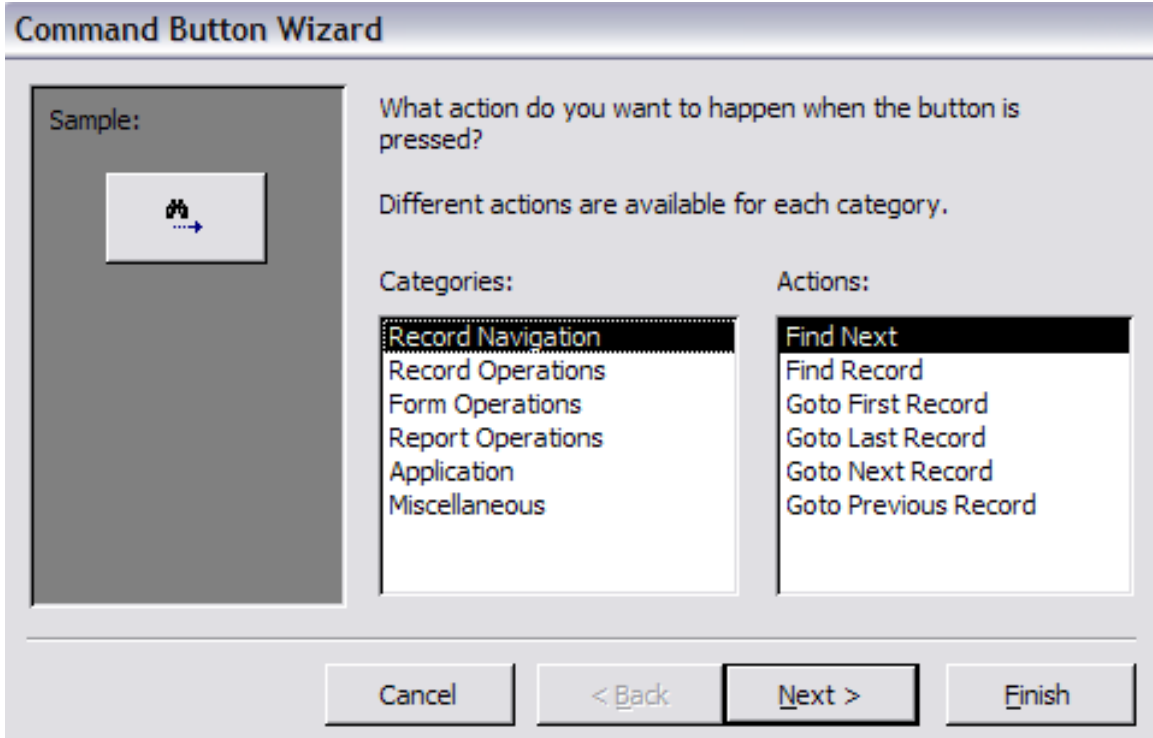 Command Button Wizard
Sample:
What action do you want to happen when the button is
pressed?
Different actions are available for each category.
Categories:
Record Navigation
Record Operations
Form Operations
Report Operations
Application
Miscellaneous
Actions:
Find Next
Find Record
Goto First Record
Goto Last Record
Goto Next Record
Goto Previous Record
Cancel
< Back
Next >
Finish